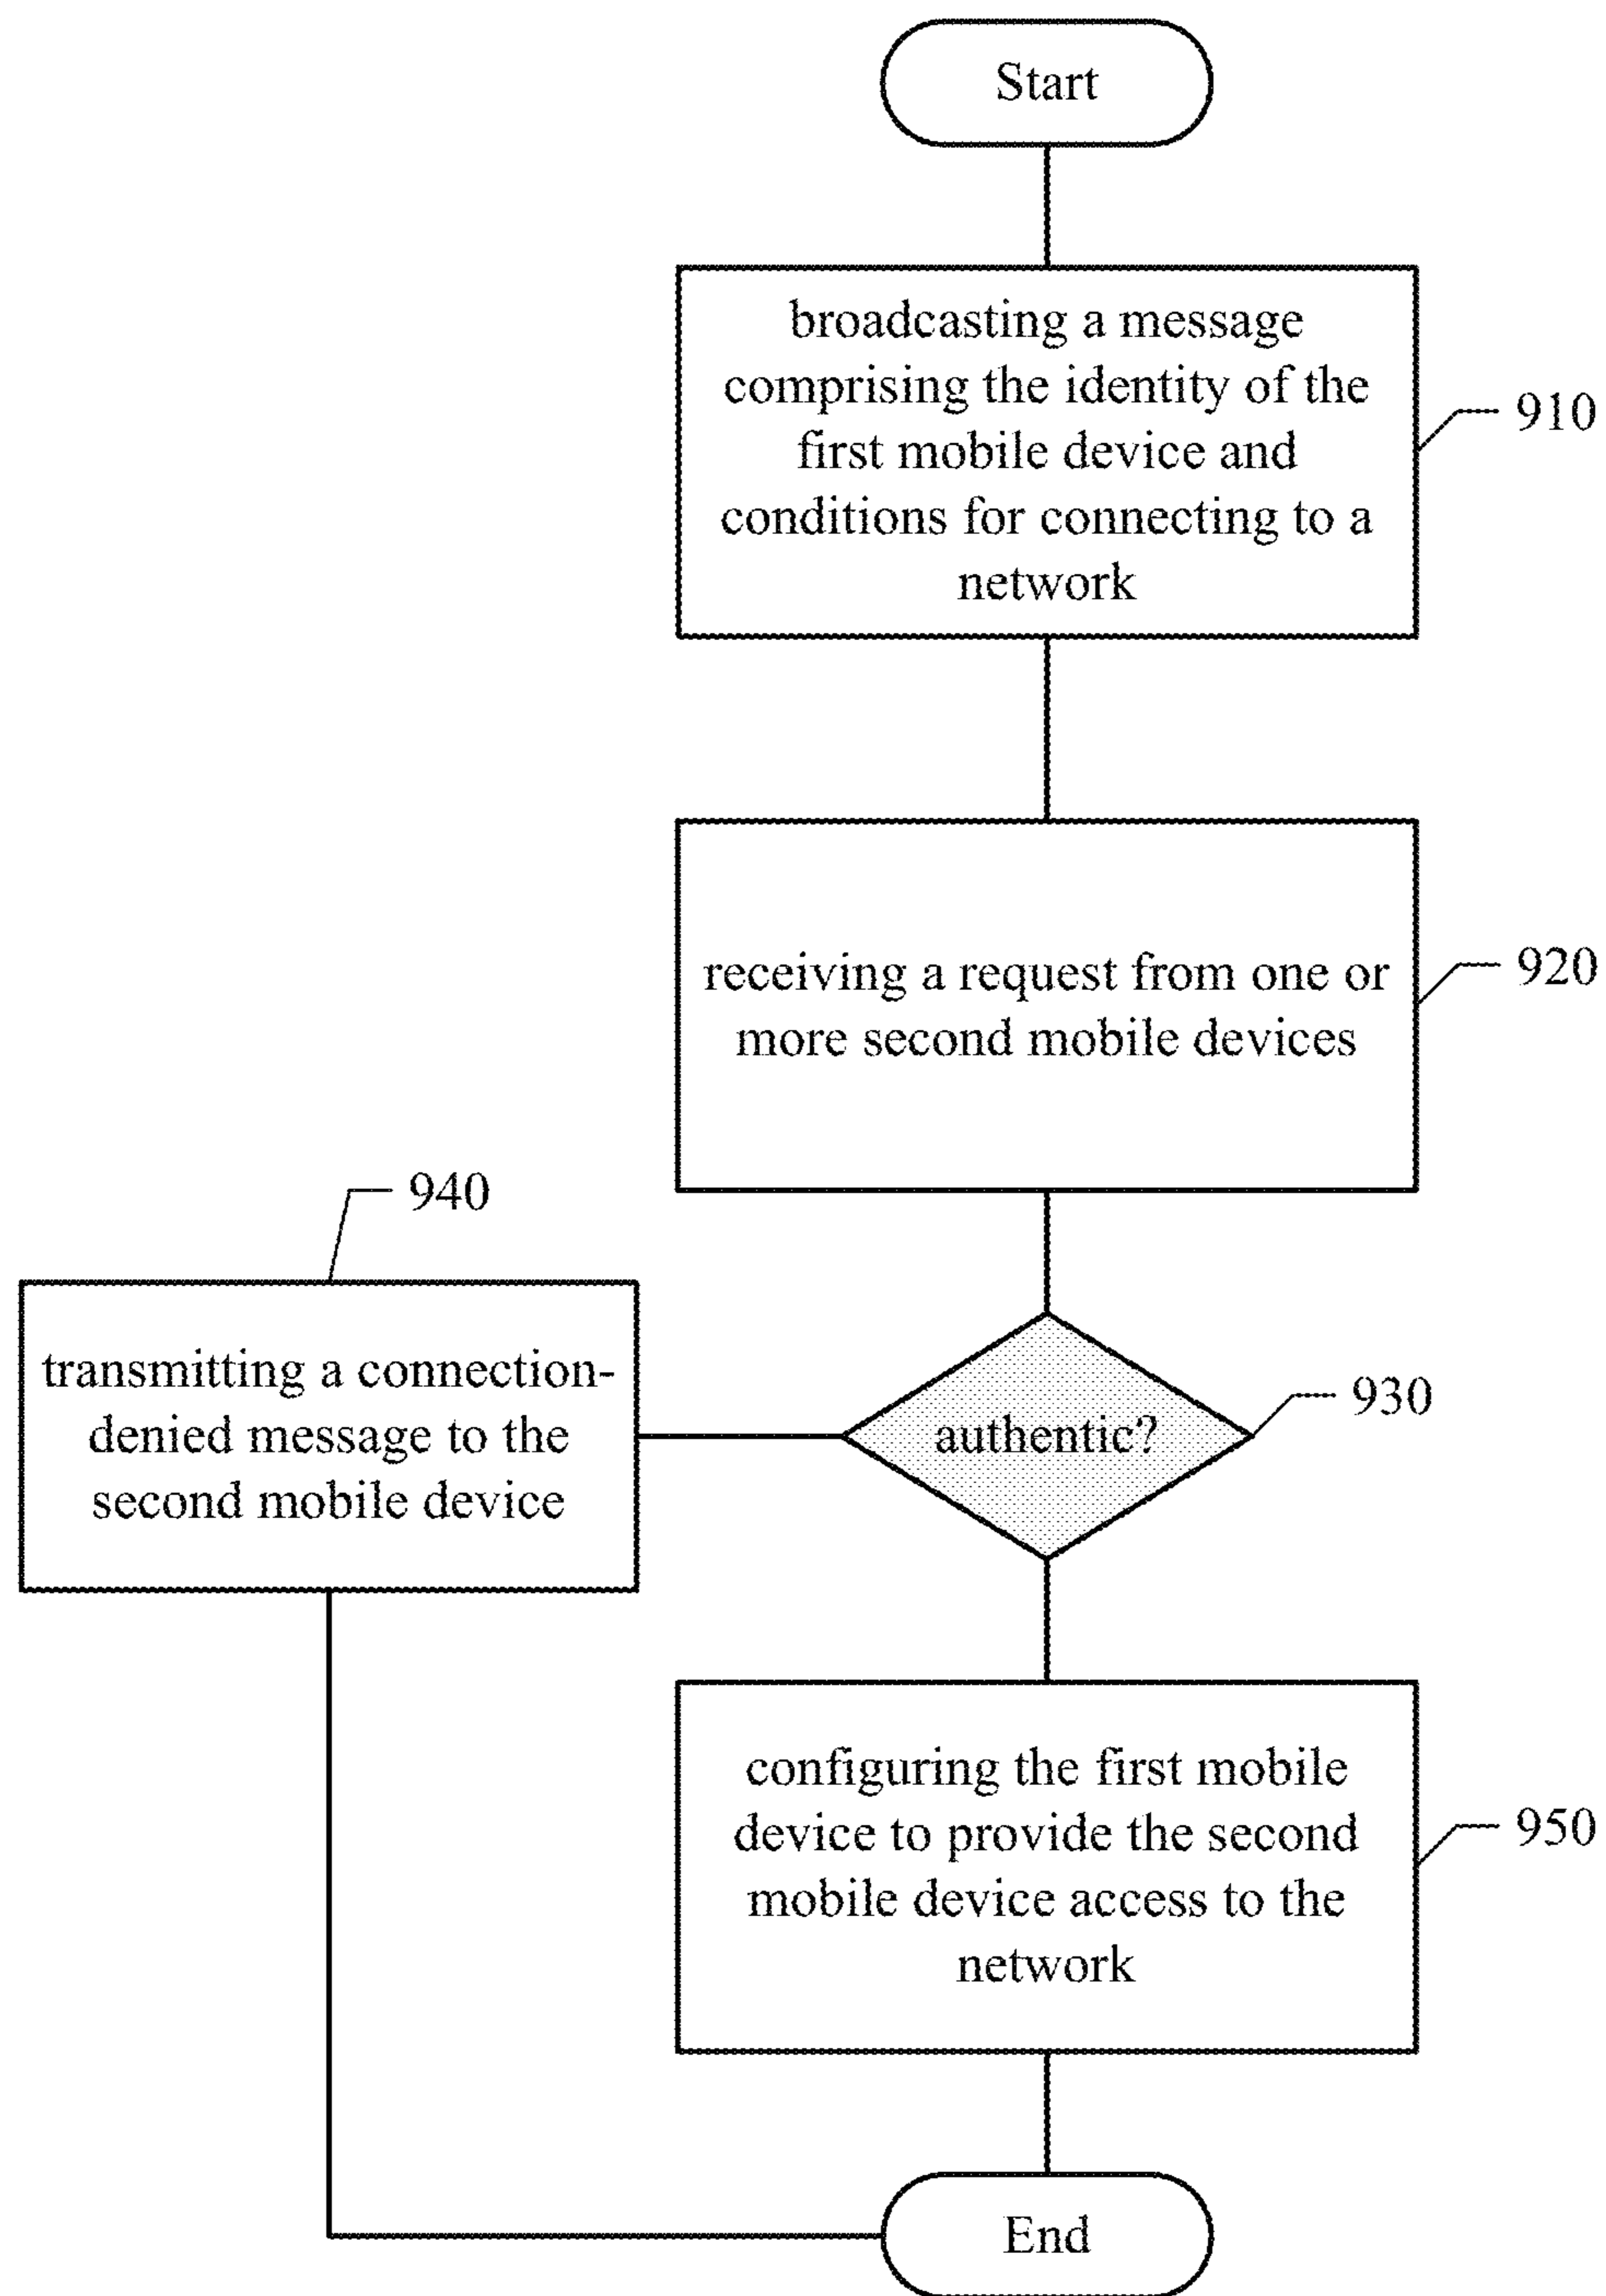 Start
broadcasting a message
comprising the identity of the
first mobile device and
conditions for connecting to a
network
910
receiving a request from one or
more second mobile devices
920
940
transmitting a connection-
denied message to the
second mobile device
authentic?
930
configuring the first mobile
device to provide the second
mobile device access to the
network
950
End